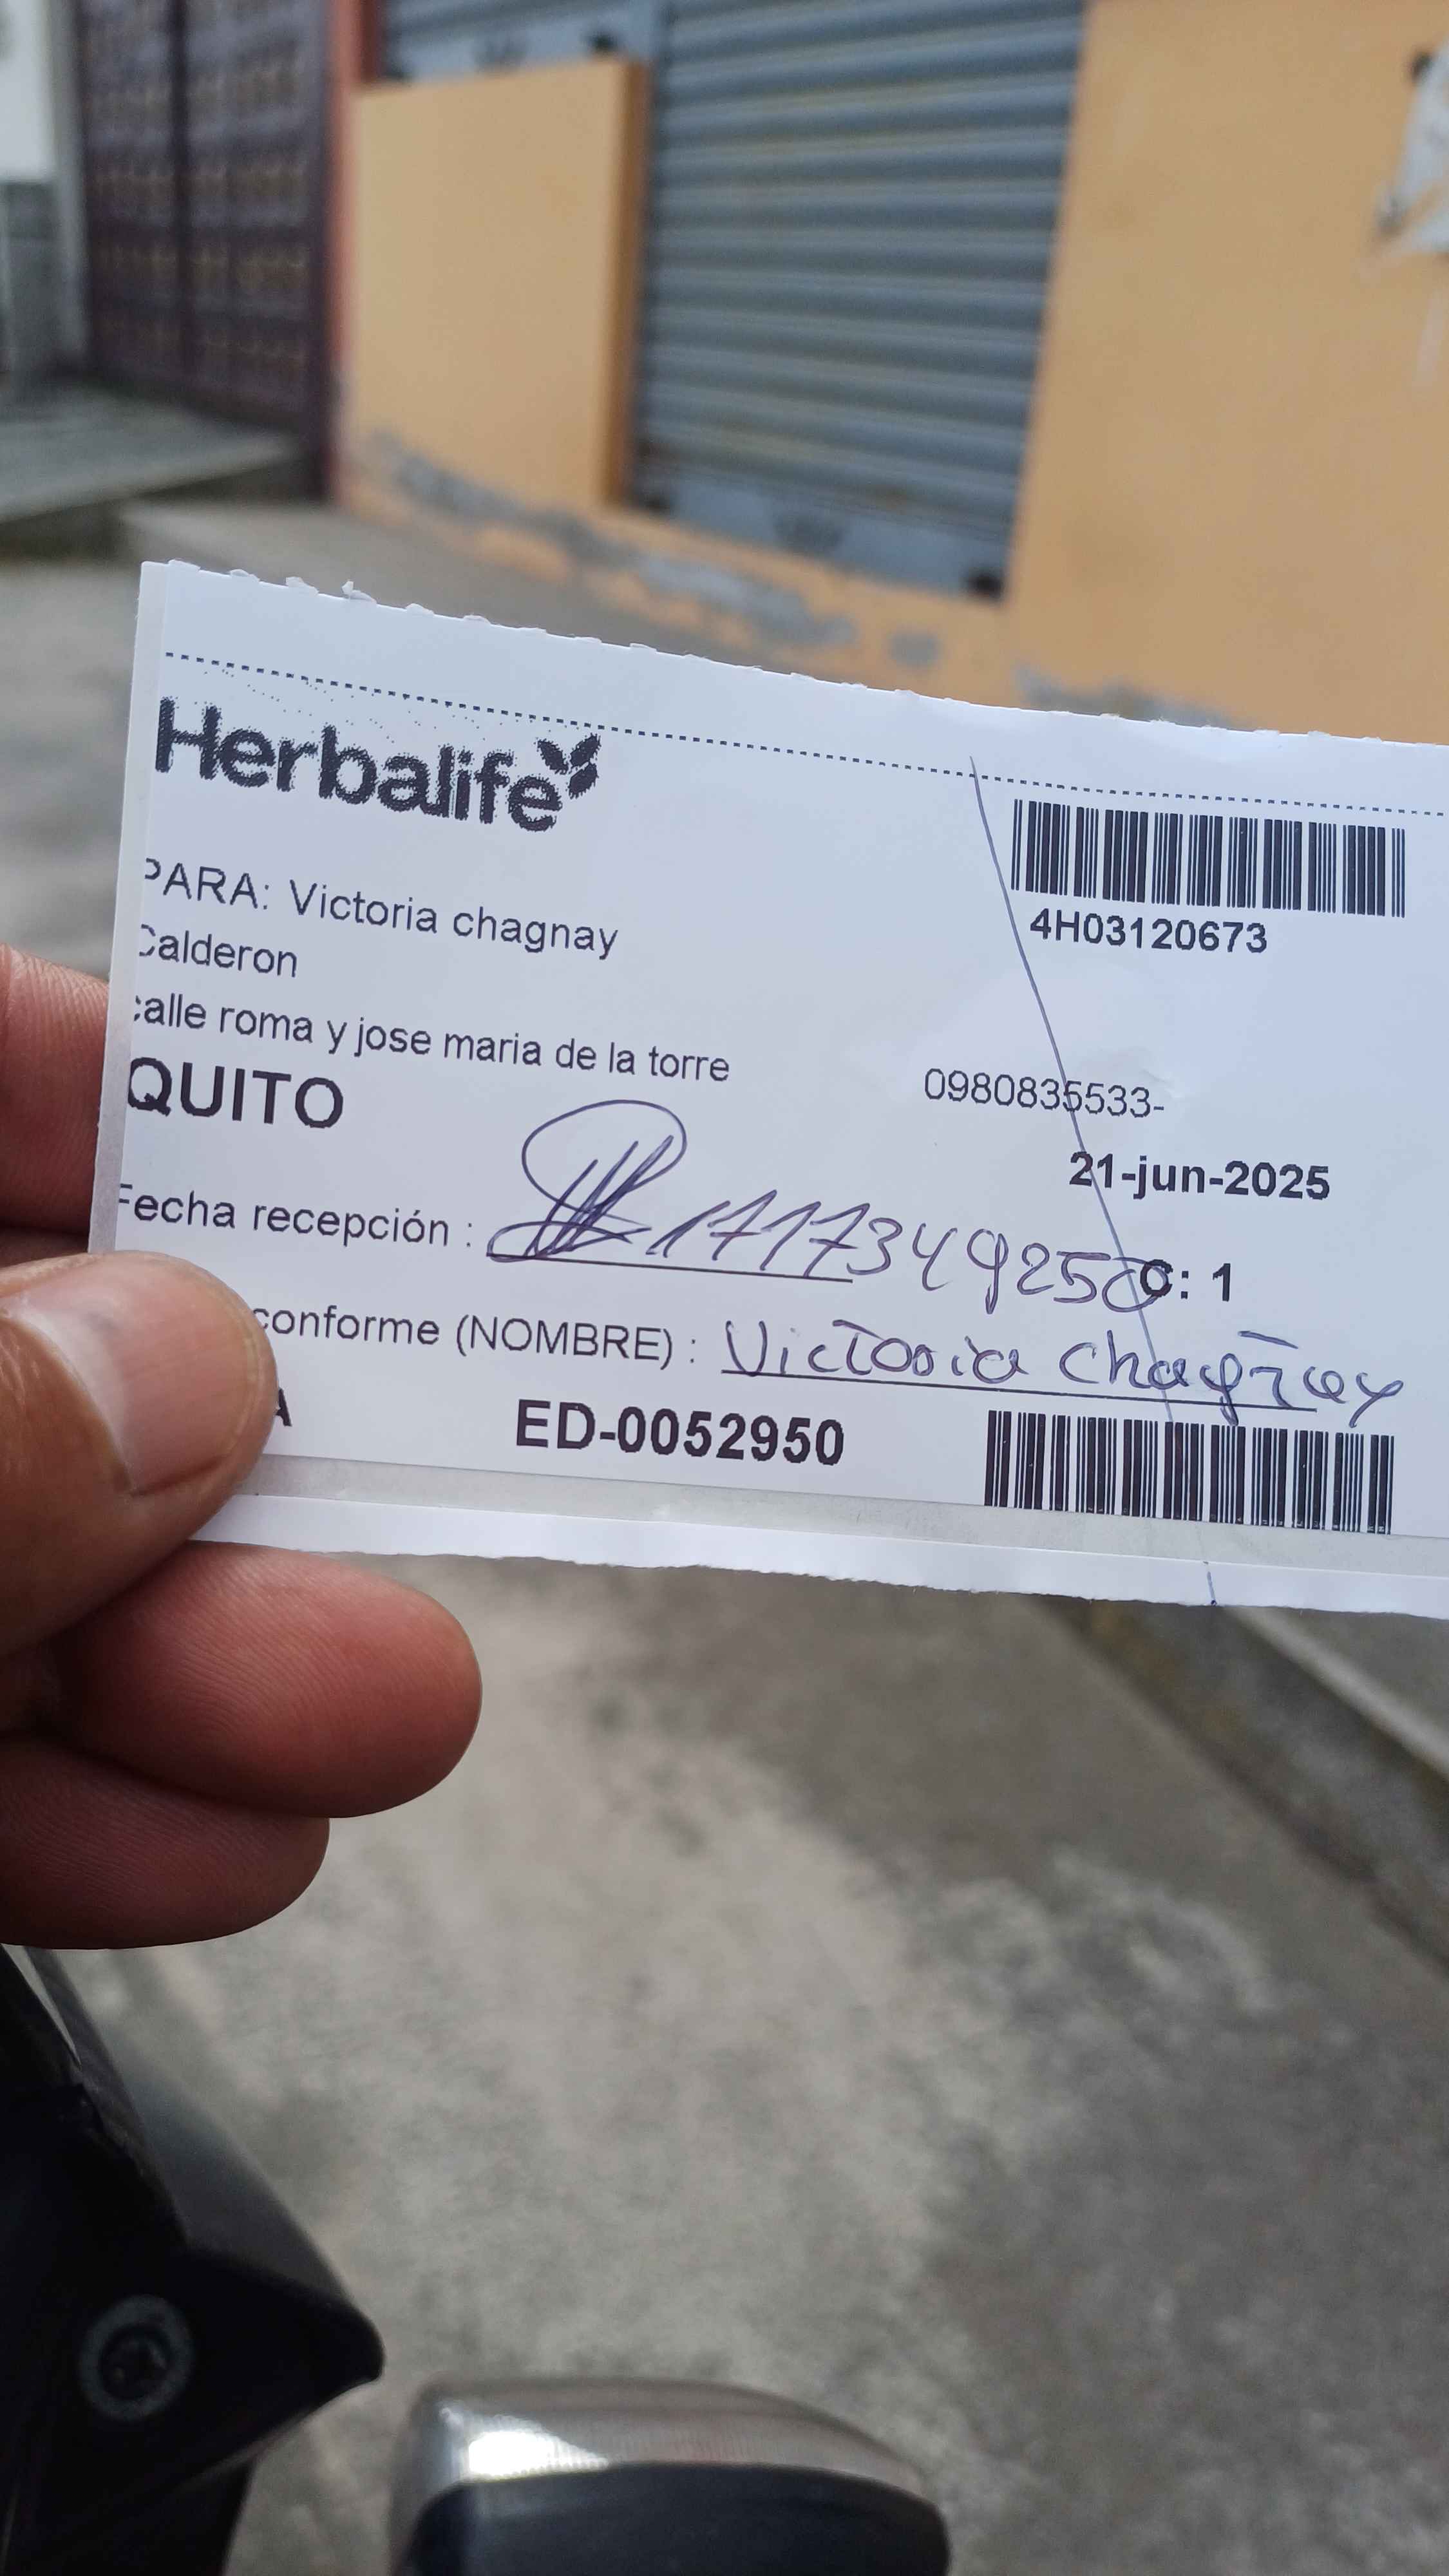 Herbalife
4H03120673
PARA: Victoria chagnay
Calderon
calle roma y jose maria de la torre
0980835533-
QUITO
21-jun-2025
Fecha recepción : 1717349250
C: 1
conforme (NOMBRE) : Victoria Chagñay
A
ED-0052950